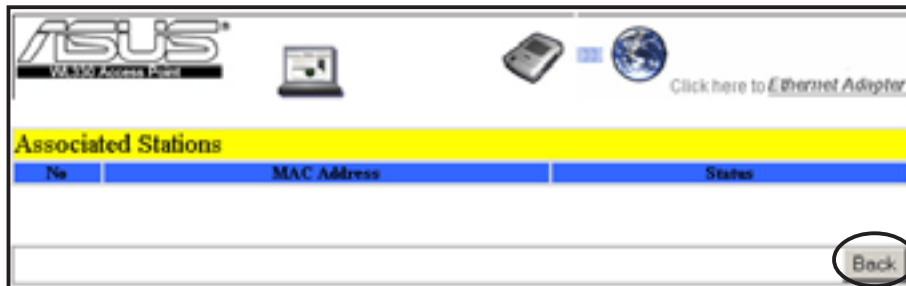 ASUS
WL330 Access Point
Click here to Ethernet Adapter
Associated Stations
No MAC Address Status
Back